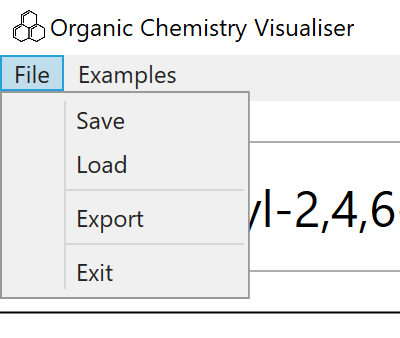 Organic Chemistry Visualiser
File Examples
Save
Load
yl-2,4,6-
Export
Exit